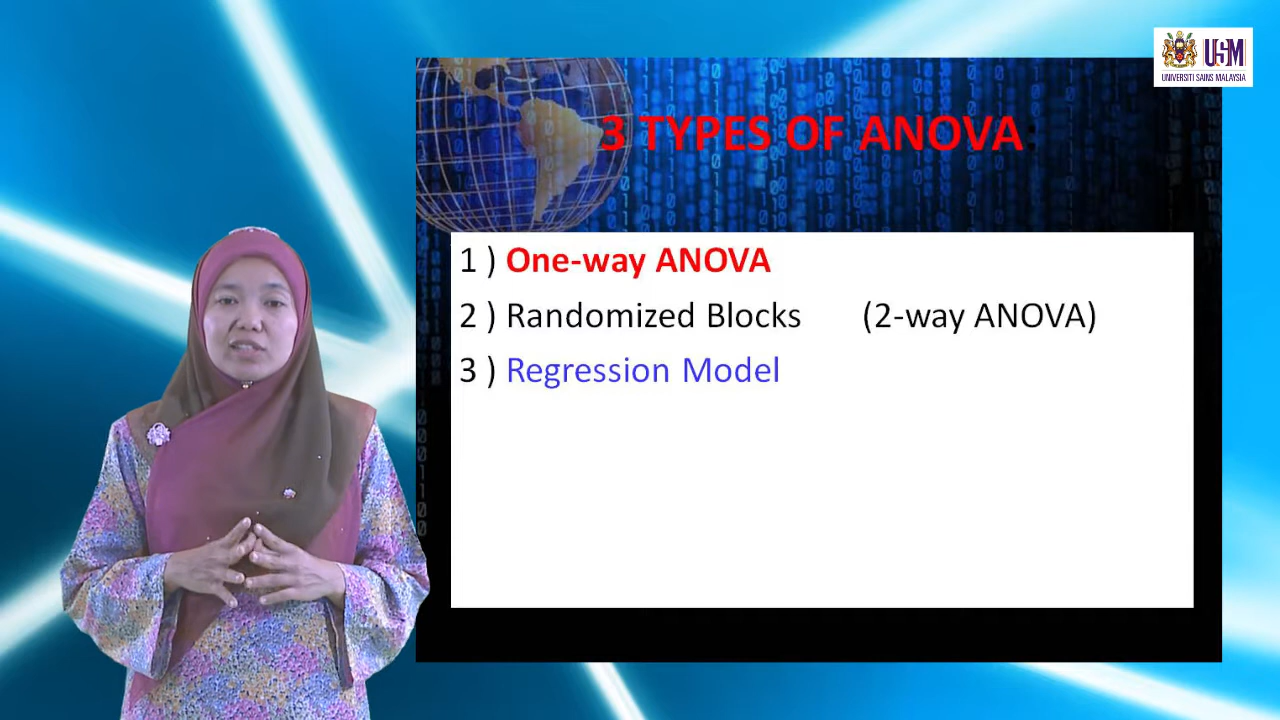 USM
UNIVERSITI SAINS MALAYSIA
3 TYPES OF ANOVA:
1 ) One-way ANOVA
2 ) Randomized Blocks (2-way ANOVA)
3 ) Regression Model